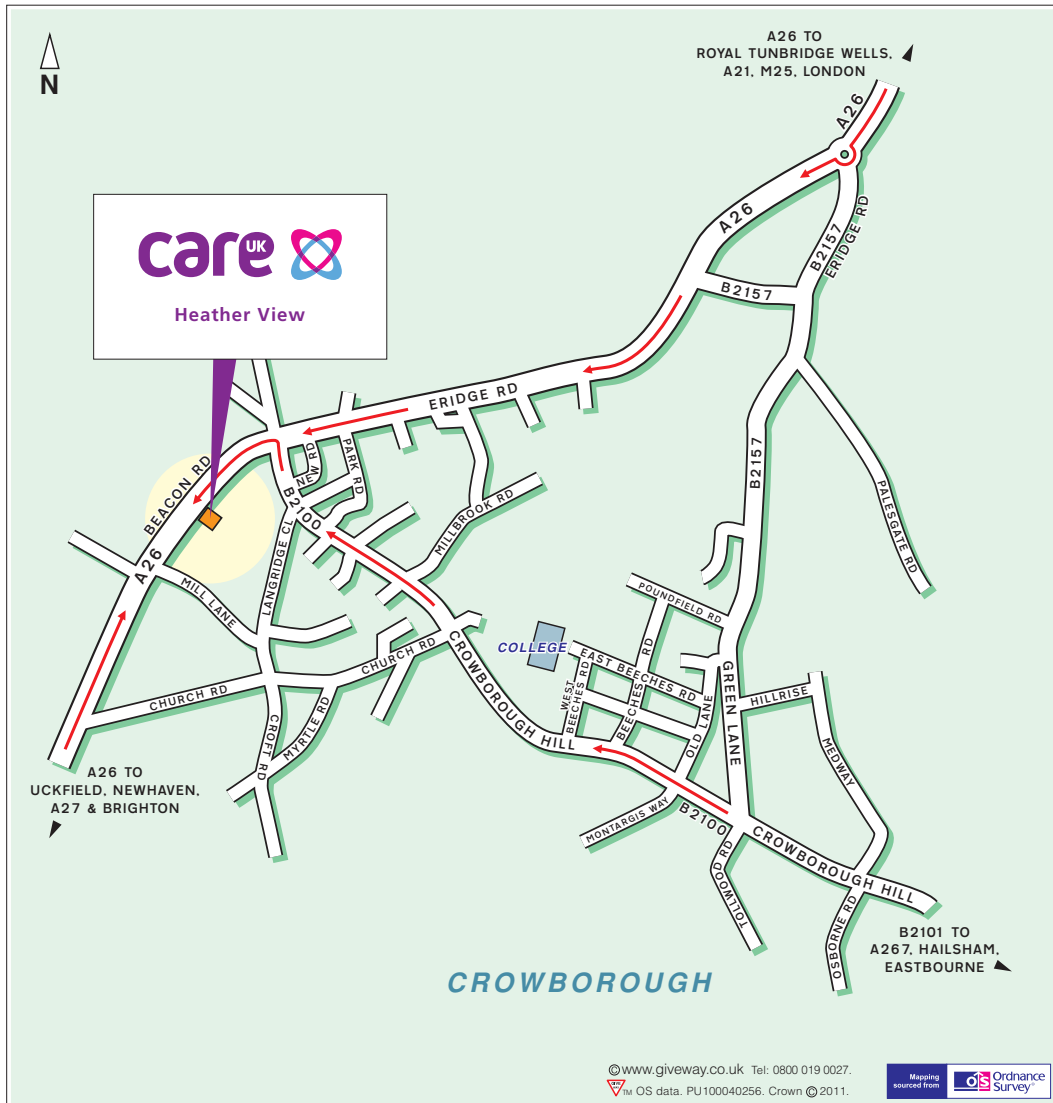 N
A26 TO
ROYAL TUNBRIDGE WELLS,
A21, M25, LONDON
A26
A26
B2157
ERIDGE RD
B2157
care UK
Heather View
ERIDGE RD
BEACON RD
A26
NEW RD
PARK RD
B2100
MILLBROOK RD
B2157
PALESGATE RD
LANGRIDGE CL
MILL LANE
CHURCH RD
CHURCH RD
CROFT RD
MYRTLE RD
CROWBOROUGH HILL
COLLEGE
POUNDFIELD RD
EAST BEECHES RD
WEST
BEECHES RD
BEECHES RD
OLD LANE
GREEN LANE
HILLRISE
MEDWAY
MONTARGIS WAY
B2100
CROWBOROUGH HILL
TOLLWOOD RD
OSBORNE RD
A26 TO
UCKFIELD, NEWHAVEN,
A27 & BRIGHTON
B2101 TO
A267, HAILSHAM,
EASTBOURNE
CROWBOROUGH
© www.giveway.co.uk Tel: 0800 019 0027.
TM OS data. PU100040256. Crown © 2011.
Mapping
sourced from
OS Ordnance
Survey®